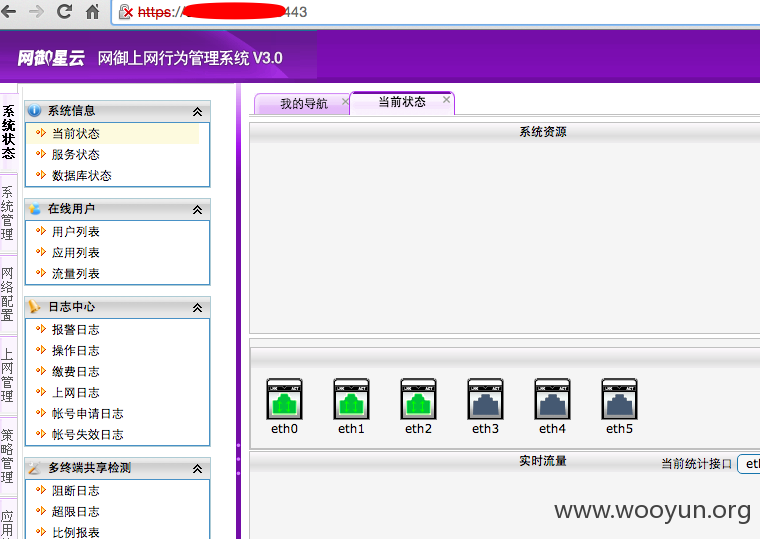 https:// 443
网御星云 网御上网行为管理系统 V3.0
系统状态
系统管理
网络配置
上网管理
策略管理
应用
系统信息
当前状态
服务状态
数据库状态
在线用户
用户列表
应用列表
流量列表
日志中心
报警日志
操作日志
缴费日志
上网日志
帐号申请日志
帐号失效日志
多终端共享检测
阻断日志
超限日志
比例报表
我的导航 当前状态
系统资源
LINK ACT LINK ACT LINK ACT LINK ACT LINK ACT LINK ACT
eth0 eth1 eth2 eth3 eth4 eth5
实时流量 当前统计接口 eth
www.wooyun.org